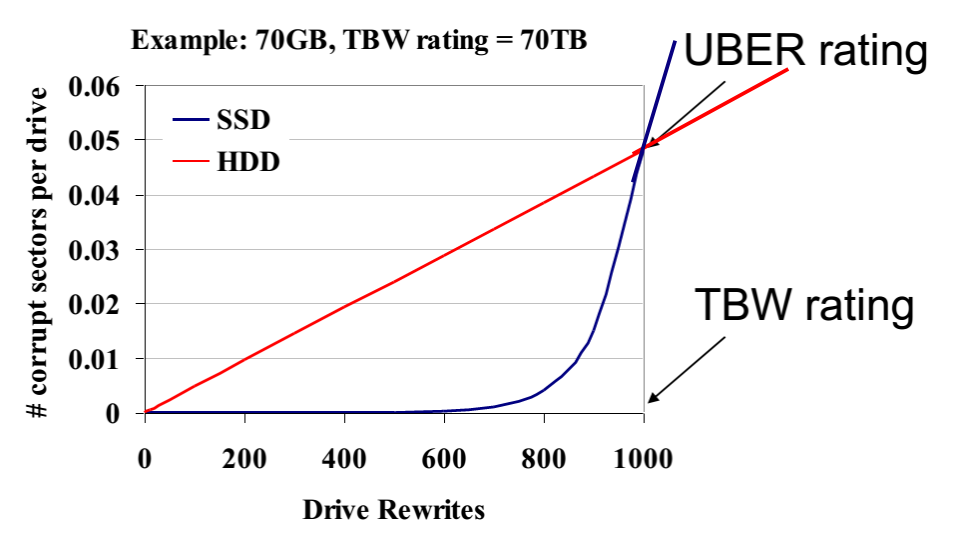 Example: 70GB, TBW rating = 70TB
UBER rating
# corrupt sectors per drive
0.06
0.05
0.04
0.03
0.02
0.01
0
SSD
HDD
TBW rating
0 200 400 600 800 1000
Drive Rewrites